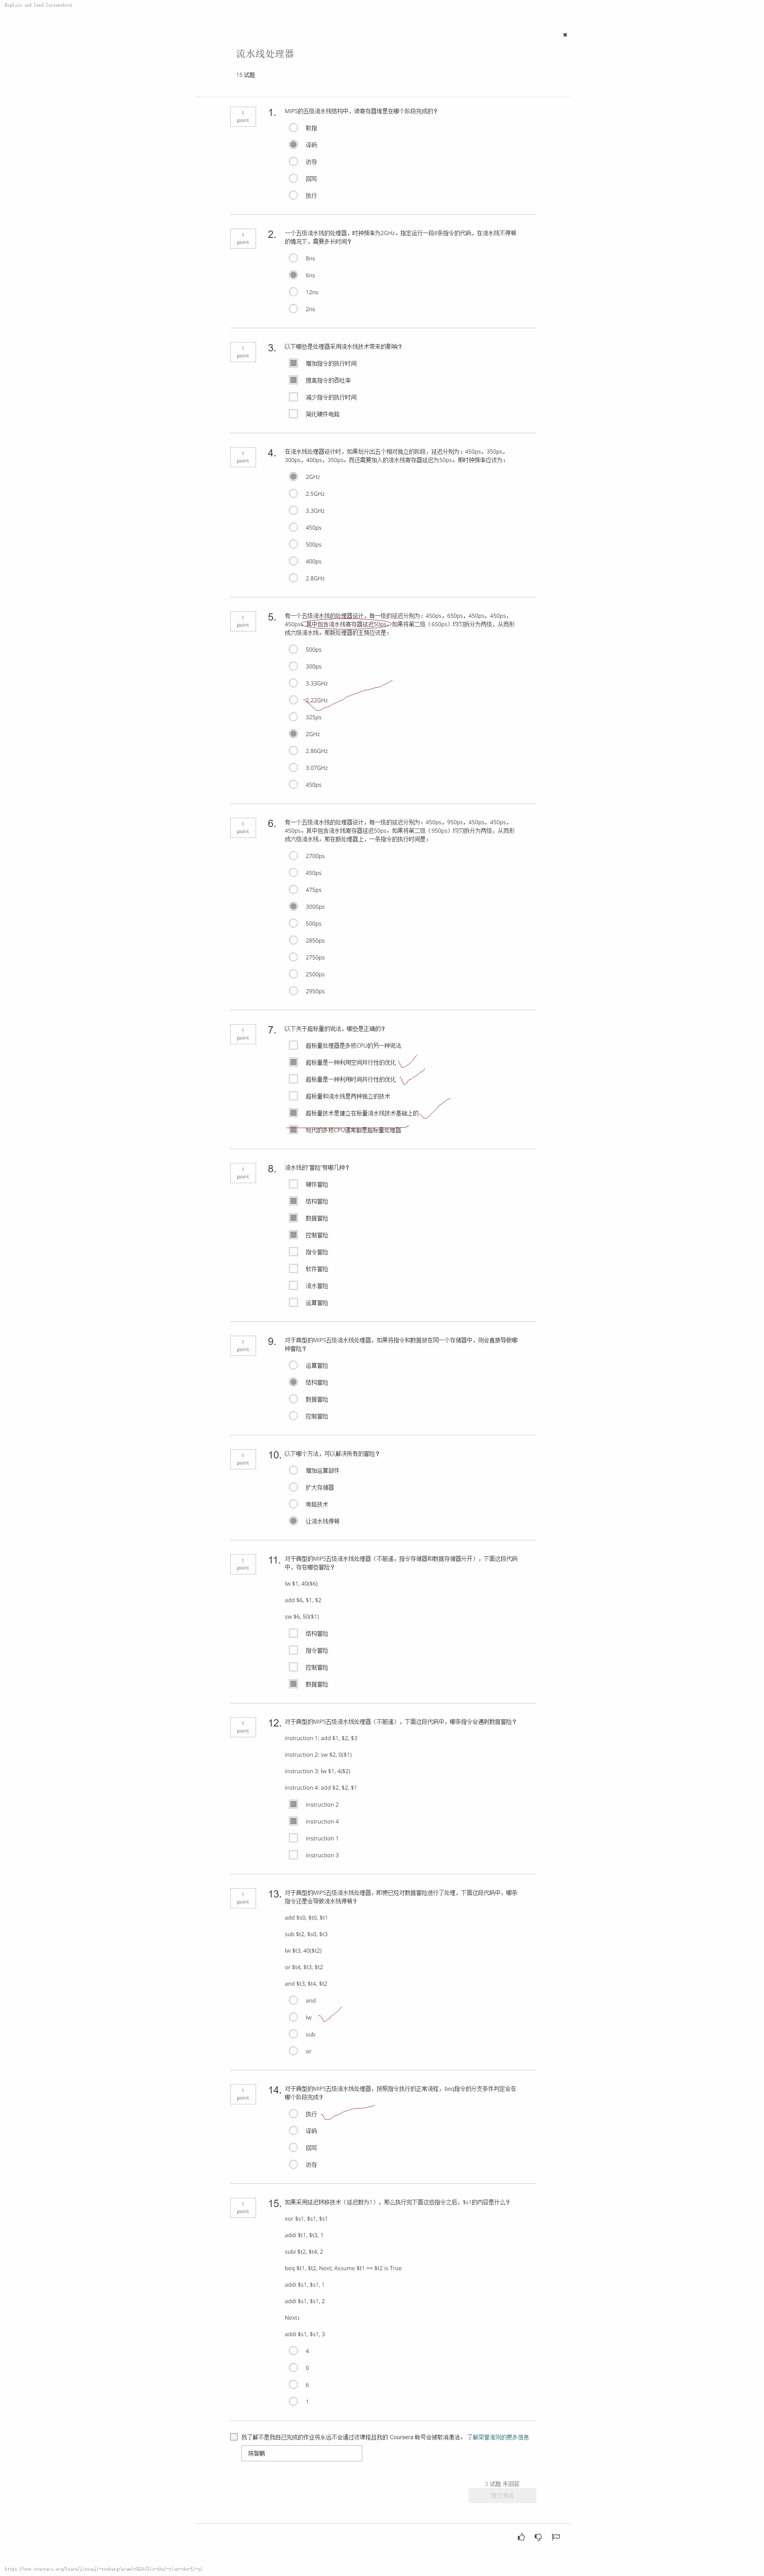 Explain and Send Screenshots
流水线处理器
15 试题
1
point
1.
MIPS的五级流水线结构中，读寄存器堆是在哪个阶段完成的？
取指
译码
访存
回写
执行
1
point
2.
一个五级流水线的处理器，时钟频率为2GHz。指定运行一段8条指令的代码，在流水线不停顿
的情况下，需要多长时间？
8ns
6ns
12ns
2ns
1
point
3.
以下哪些是处理器采用流水线技术带来的影响？
增加指令的执行时间
提高指令的吞吐率
减少指令的执行时间
简化硬件电路
1
point
4.
在流水线处理器设计时，如果划分出五个相对独立的阶段，延迟分别为：450ps，350ps，
300ps，400ps，350ps。而还需要加入的流水线寄存器延迟为50ps。那时钟频率应该为：
2GHz
2.5GHz
3.3GHz
450ps
500ps
400ps
2.8GHz
1
point
5.
有一个五级流水线的处理器设计，每一级的延迟分别为：450ps，650ps，450ps，450ps，
450ps。其中包含流水线寄存器延迟50ps。如果将第二级（650ps）均匀拆分为两级，从而形
成六级流水线，那新处理器的主频应该是：
500ps
300ps
3.33GHz
2.22GHz
325ps
2GHz
2.86GHz
3.07GHz
450ps
1
point
6.
有一个五级流水线的处理器设计，每一级的延迟分别为：450ps，950ps，450ps，450ps，
450ps。其中包含流水线寄存器延迟50ps。如果将第二级（950ps）均匀拆分为两级，从而形
成六级流水线，那在新处理器上，一条指令的执行时间是：
2700ps
450ps
475ps
3000ps
500ps
2850ps
2750ps
2500ps
2950ps
1
point
7.
以下关于超标量的说法，哪些是正确的？
超标量处理器是多核CPU的另一种说法
超标量是一种利用空间并行性的优化
超标量是一种利用时间并行性的优化
超标量和流水线是两种独立的技术
超标量技术是建立在标量流水线技术基础上的
现代的多核CPU通常都是超标量处理器
1
point
8.
流水线的“冒险”有哪几种？
硬件冒险
结构冒险
数据冒险
控制冒险
指令冒险
软件冒险
流水冒险
运算冒险
1
point
9.
对于典型的MIPS五级流水线处理器，如果将指令和数据放在同一个存储器中，则会直接导致哪
种冒险？
运算冒险
结构冒险
数据冒险
控制冒险
1
point
10.
以下哪个方法，可以解决所有的冒险？
增加运算部件
扩大存储器
旁路技术
让流水线停顿
1
point
11.
对于典型的MIPS五级流水线处理器（不前递，指令存储器和数据存储器分开），下面这段代码
中，存在哪些冒险？
lw $1, 40($6)
add $6, $1, $2
sw $6, 50($1)
结构冒险
指令冒险
控制冒险
数据冒险
1
point
12.
对于典型的MIPS五级流水线处理器（不前递），下面这段代码中，哪条指令会遇到数据冒险？
instruction 1: add $1, $2, $3
instruction 2: sw $2, 0($1)
instruction 3: lw $1, 4($2)
instruction 4: add $2, $2, $1
instruction 2
instruction 4
instruction 1
instruction 3
1
point
13.
对于典型的MIPS五级流水线处理器，即使已经对数据冒险进行了处理，下面这段代码中，哪条
指令还是会导致流水线停顿？
add $s0, $t0, $t1
sub $t2, $s0, $t3
lw $t3, 40($t2)
or $t4, $t3, $t2
and $t3, $t4, $t2
and
lw
sub
or
1
point
14.
对于典型的MIPS五级流水线处理器，按照指令执行的正常流程，beq指令的分支条件判定会在
哪个阶段完成？
执行
译码
回写
访存
1
point
15.
如果采用延迟转移技术（延迟数为1），那么执行完下面这些指令之后，$s1的内容是什么？
xor $s1, $s1, $s1
addi $t1, $t3, 1
subi $t2, $t4, 2
beq $t1, $t2, Next; Assume $t1 == $t2 is True
addi $s1, $s1, 1
addi $s1, $s1, 2
Next：
addi $s1, $s1, 3
4
0
6
1
我了解不是我自己完成的作业将永远不会通过该课程且我的 Coursera 帐号会被取消激活。 了解荣誉准则的更多信息
3 试题 未回答
提交测试